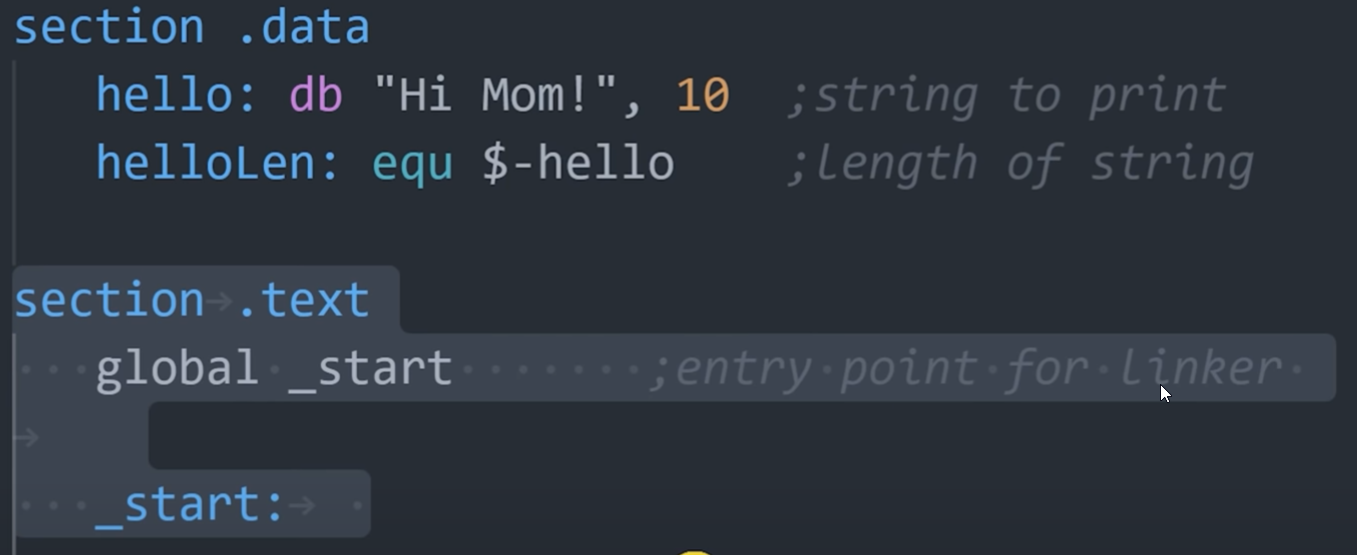 section .data
hello: db "Hi Mom!", 10 ;string to print
helloLen: equ $-hello ;length of string
section .text
global _start ;entry point for linker
_start: